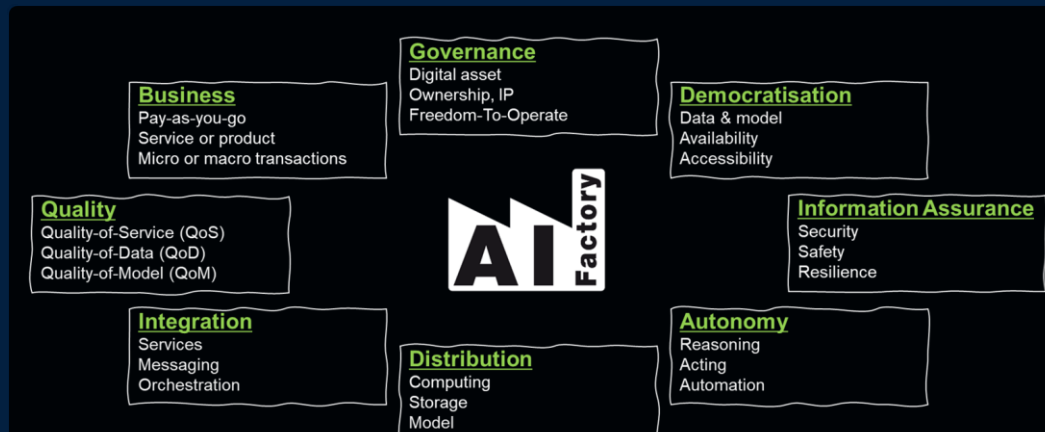 Governance
Digital asset
Ownership, IP
Freedom-To-Operate
Business
Pay-as-you-go
Service or product
Micro or macro transactions
Democratisation
Data & model
Availability
Accessibility
Quality
Quality-of-Service (QoS)
Quality-of-Data (QoD)
Quality-of-Model (QoM)
AI
Factory
Information Assurance
Security
Safety
Resilience
Integration
Services
Messaging
Orchestration
Distribution
Computing
Storage
Model
Autonomy
Reasoning
Acting
Automation